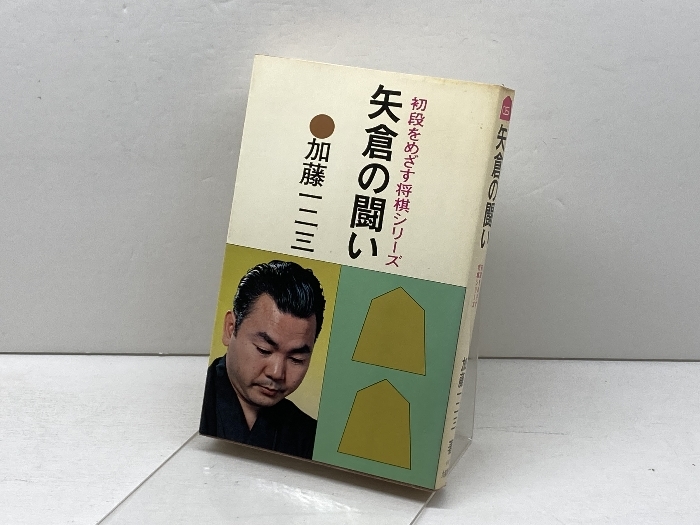 初段をめざす将棋シリーズ
矢倉の闘い
●加藤一二三
矢倉の闘い
加藤一二三著